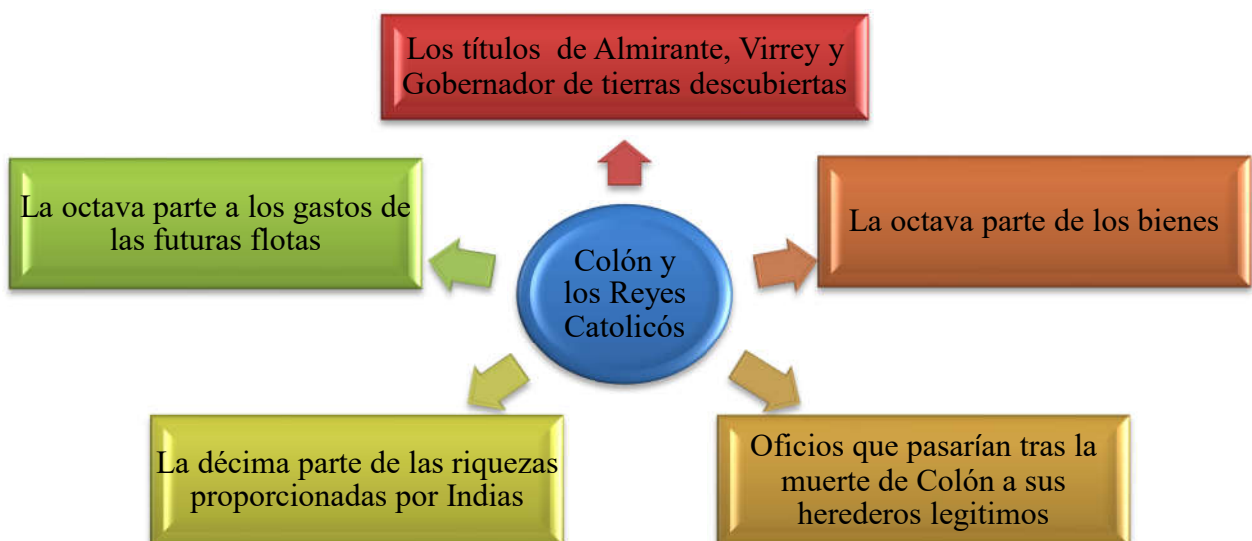 Los títulos de Almirante, Virrey y
Gobernador de tierras descubiertas
La octava parte a los gastos de
las futuras flotas
La octava parte de los bienes
Colón y
los Reyes
Catolicós
La décima parte de las riquezas
proporcionadas por Indias
Oficios que pasarían tras la
muerte de Colón a sus
herederos legitimos